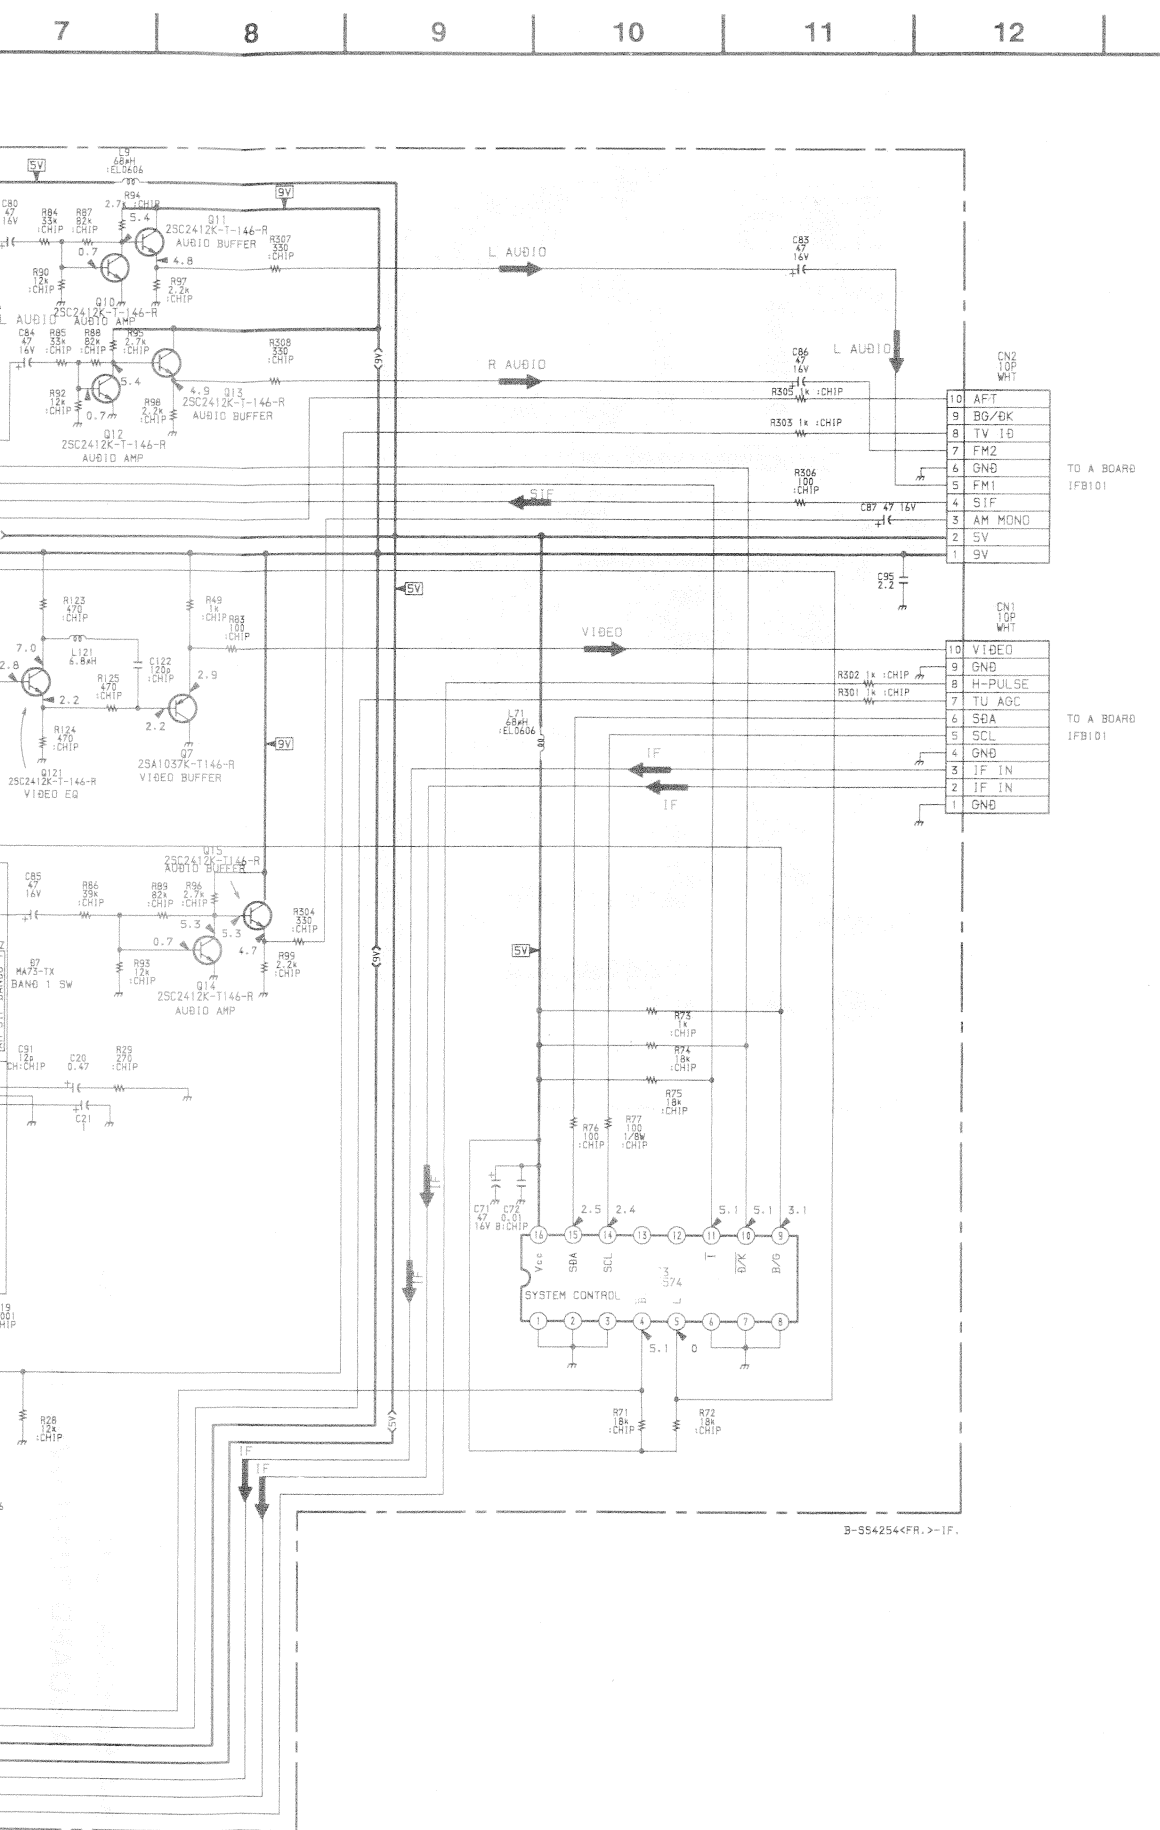 7 8 9 10 11 12
5V
L9
68μH
:EL0606
9V
C80
47
16V
R84
33k
:CHIP
R87
82k
:CHIP
R94
2.7k :CHIP
5.4
Q11
2SC2412K-T-146-R
AUDIO BUFFER
0.7
4.8
R307
330
:CHIP
L AUDIO
C83
47
16V
R90
12k
:CHIP
R97
2.2k
:CHIP
Q10
2SC2412K-T-146-R
AUDIO AMP
L AUDIO
C84
47
16V
R85
33k
:CHIP
R88
82k
:CHIP
R95
2.7k
:CHIP
R308
330
:CHIP
9V
R AUDIO
C86
47
16V
L AUDIO
5.4
4.9
Q13
2SC2412K-T-146-R
AUDIO BUFFER
R92
12k
:CHIP
0.7
R98
2.2k
:CHIP
Q12
2SC2412K-T-146-R
AUDIO AMP
R305 1k :CHIP
R303 1k :CHIP
R306
100
:CHIP
SIF
C87 47 16V
CN2
10P
WHT
10 AFT
9 BG/DK
8 TV ID
7 FM2
6 GND
5 FM1
4 SIF
3 AM MONO
2 5V
1 9V
TO A BOARD
IFB101
C95
2.2
5V
R123
470
:CHIP
R49
1k
:CHIP
R83
100
:CHIP
VIDEO
7.0
L121
6.8μH
C122
120p
:CHIP
2.8
2.9
R125
470
:CHIP
2.2
2.2
R124
470
:CHIP
Q121
2SC2412K-T-146-R
VIDEO EQ
Q7
2SA1037K-T146-R
VIDEO BUFFER
9V
L71
68μH
:EL0606
R302 1k :CHIP
R301 1k :CHIP
IF
IF
CN1
10P
WHT
10 VIDEO
9 GND
8 H-PULSE
7 TU AGC
6 SDA
5 SCL
4 GND
3 IF IN
2 IF IN
1 GND
TO A BOARD
IFB101
Q15
2SC2412K-T146-R
AUDIO BUFFER
C85
47
16V
R86
39k
:CHIP
R89
82k
:CHIP
R96
2.7k
:CHIP
R304
330
:CHIP
5.3
5.3
0.7
4.7
R93
12k
:CHIP
R99
2.2k
:CHIP
Q14
2SC2412K-T146-R
AUDIO AMP
D7
MA73-TX
BAND 1 SW
9V
5V
C91
12p
CH:CHIP
C20
0.47
R29
270
:CHIP
C21
1
R73
1k
:CHIP
R74
18k
:CHIP
R75
18k
:CHIP
R76
100
:CHIP
R77
100
1/8W
:CHIP
IF
IF
C71
47
16V
C72
0.01
B:CHIP
2.5 2.4 5.1 5.1 3.1
16 15 14 13 12 11 10 9
Vcc SDA SCL I D/K B/G
SYSTEM CONTROL
1 2 3 4 5 6 7 8
5.1 0
R71
18k
:CHIP
R72
18k
:CHIP
R28
12k
:CHIP
5V
IF
IF
B-SS4254<FR.>-IF.